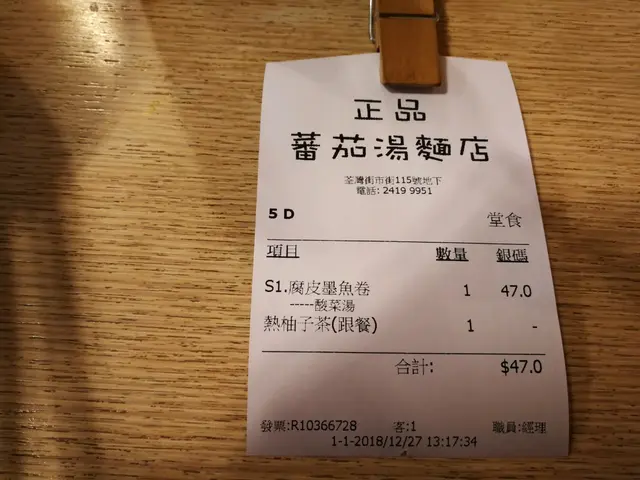 正品
蕃茄湯麵店
荃灣街市街115號地下
電話: 2419 9951
5 D 堂食
項目 數量 銀碼
S1.腐皮墨魚卷 1 47.0
-----酸菜湯
熱柚子茶(跟餐) 1 -
合計: $47.0
發票:R10366728 客:1 職員:經理
1-1-2018/12/27 13:17:34